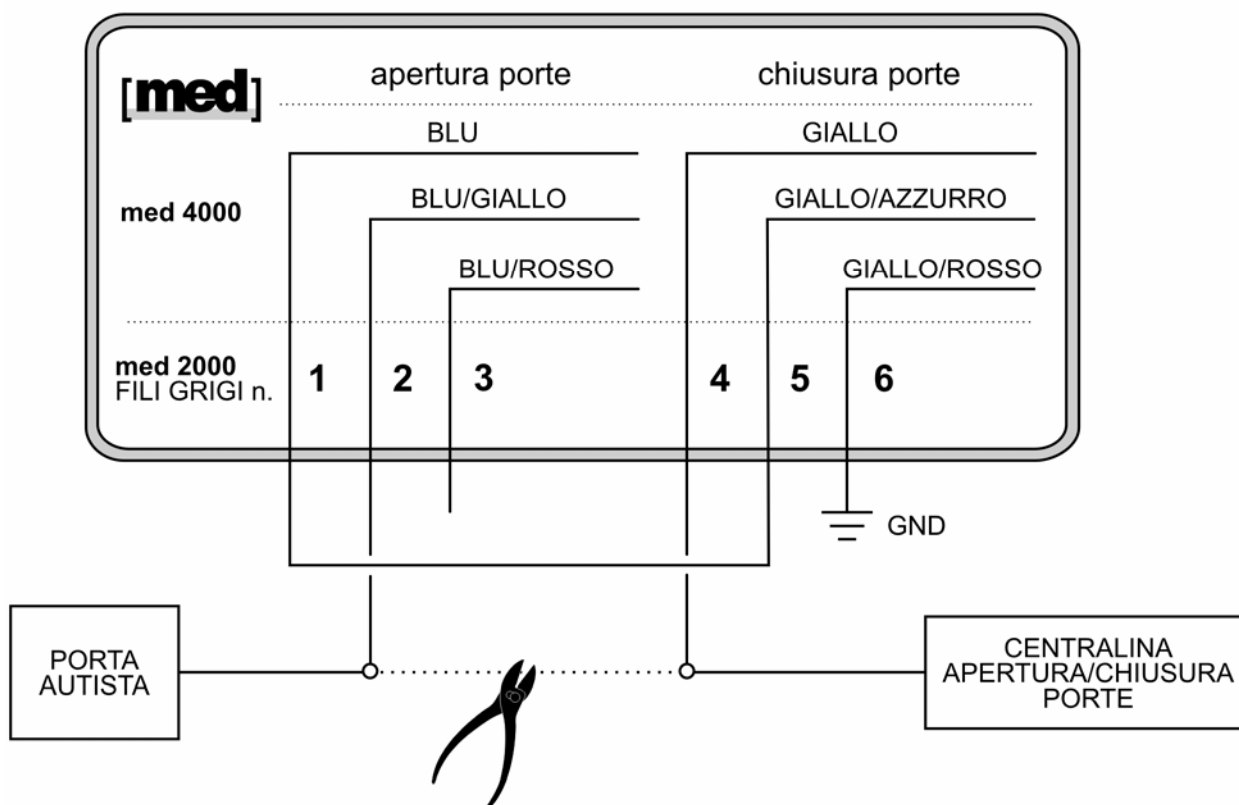 [med]
apertura porte
chiusura porte
BLU
GIALLO
med 4000
BLU/GIALLO
GIALLO/AZZURRO
BLU/ROSSO
GIALLO/ROSSO
med 2000
FILI GRIGI n.
1
2
3
4
5
6
GND
PORTA
AUTISTA
CENTRALINA
APERTURA/CHIUSURA
PORTE